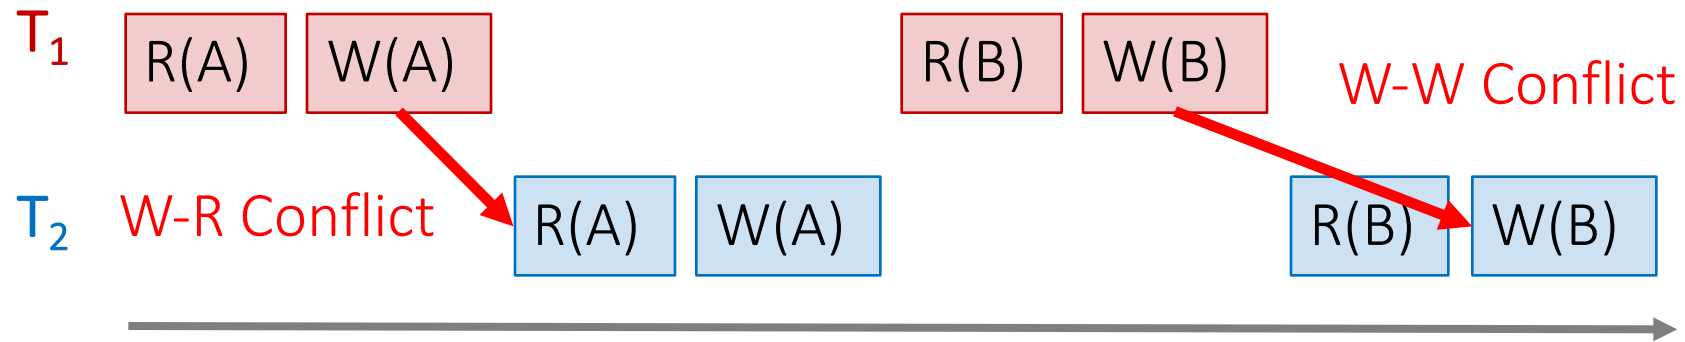 T1 R(A) W(A) R(B) W(B) W-W Conflict
T2 W-R Conflict R(A) W(A) R(B) W(B)